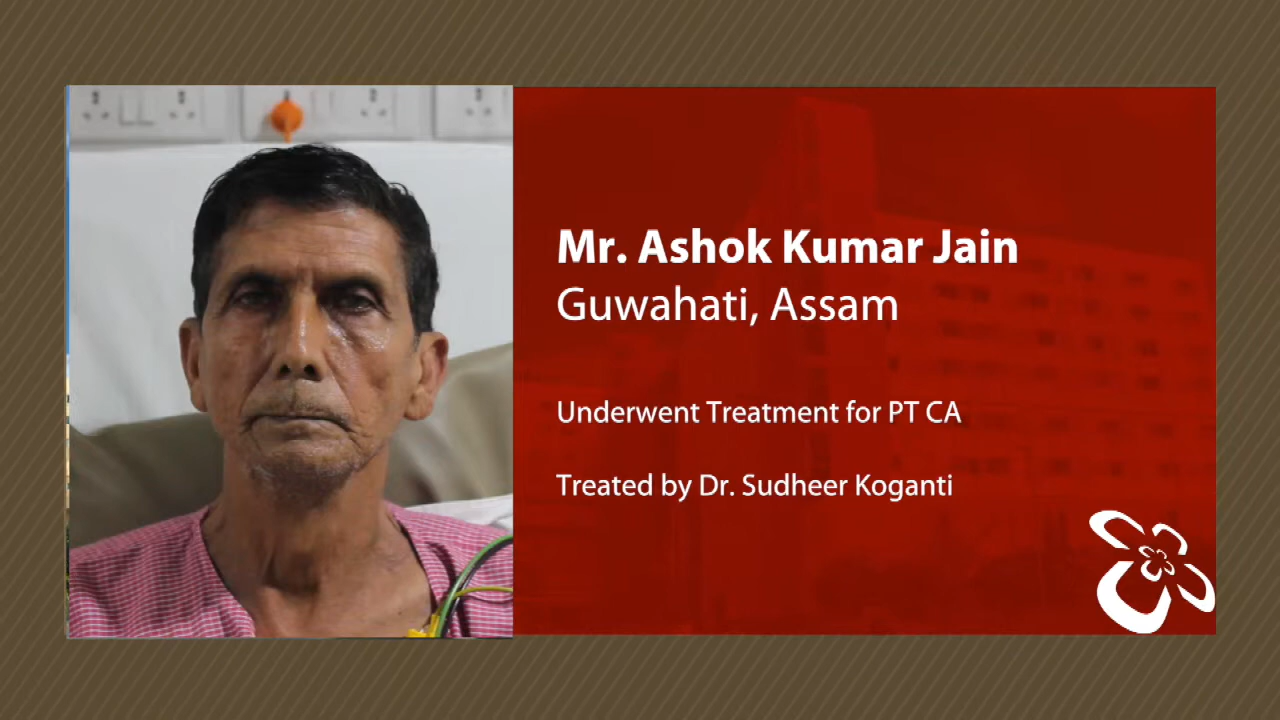 Mr. Ashok Kumar Jain
Guwahati, Assam
Underwent Treatment for PT CA
Treated by Dr. Sudheer Koganti